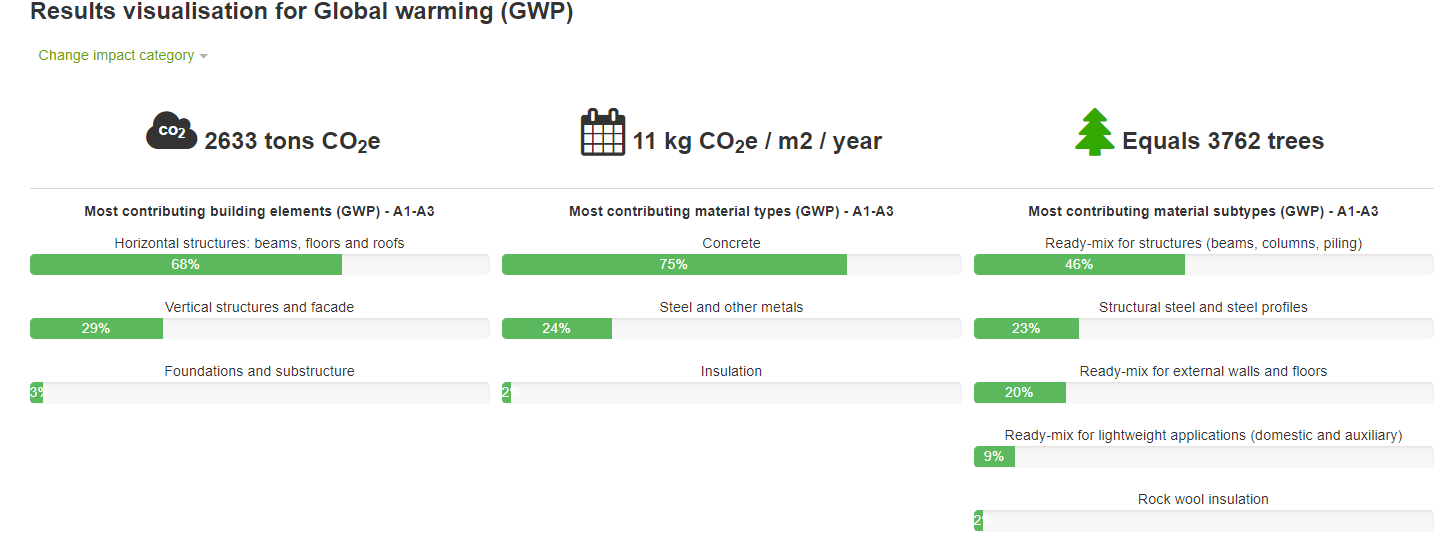 Results visualisation for Global warming (GWP)
Change impact category
CO2 2633 tons CO2e
11 kg CO2e / m2 / year
Equals 3762 trees
Most contributing building elements (GWP) - A1-A3
Horizontal structures: beams, floors and roofs
68%
Vertical structures and facade
29%
Foundations and substructure
3%
Most contributing material types (GWP) - A1-A3
Concrete
75%
Steel and other metals
24%
Insulation
2%
Most contributing material subtypes (GWP) - A1-A3
Ready-mix for structures (beams, columns, piling)
46%
Structural steel and steel profiles
23%
Ready-mix for external walls and floors
20%
Ready-mix for lightweight applications (domestic and auxiliary)
9%
Rock wool insulation
2%